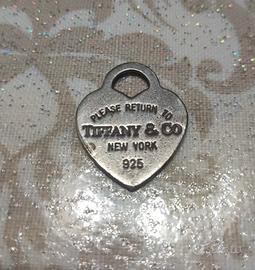 PLEASE RETURN TO
TIFFANY & CO
NEW YORK
925